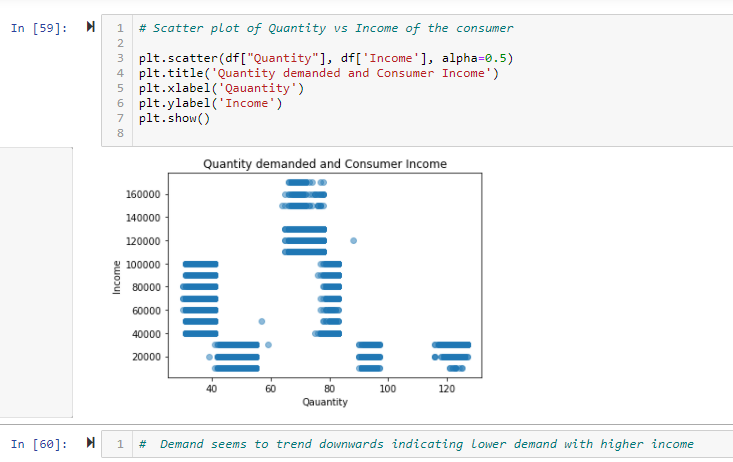 In [59]:
1 # Scatter plot of Quantity vs Income of the consumer
2
3 plt.scatter(df["Quantity"], df['Income'], alpha=0.5)
4 plt.title('Quantity demanded and Consumer Income')
5 plt.xlabel('Qauantity')
6 plt.ylabel('Income')
7 plt.show()
8
Quantity demanded and Consumer Income
160000
140000
120000
100000
80000
60000
40000
20000
Income
40 60 80 100 120
Qauantity
In [60]:
1 # Demand seems to trend downwards indicating lower demand with higher income